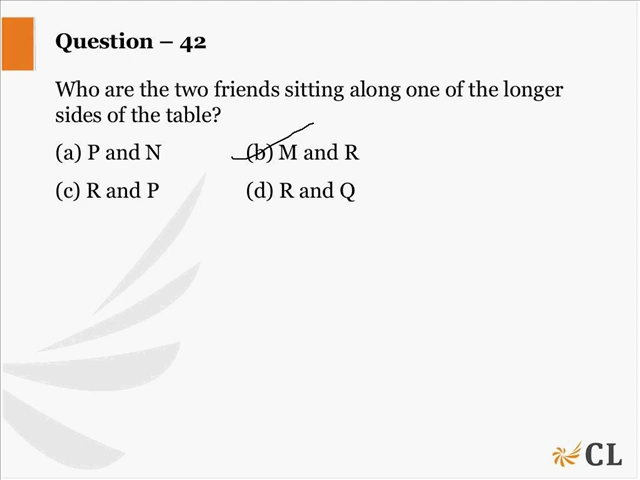 Question – 42
Who are the two friends sitting along one of the longer
sides of the table?
(a) P and N (b) M and R
(c) R and P (d) R and Q
CL